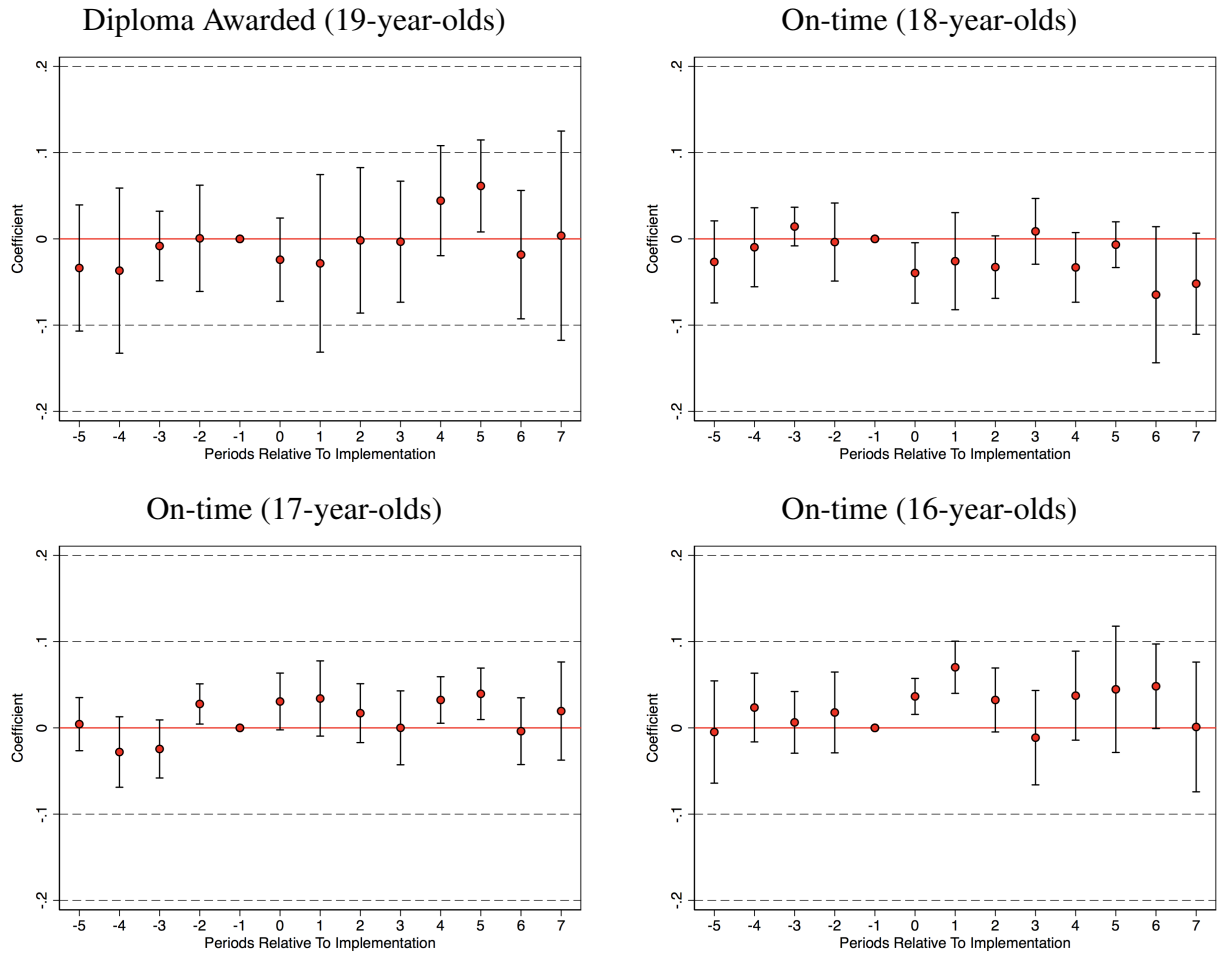 Diploma Awarded (19-year-olds)
.2
.1
0
-.1
-.2
Coefficient
-5 -4 -3 -2 -1 0 1 2 3 4 5 6 7
Periods Relative To Implementation
On-time (18-year-olds)
.2
.1
0
-.1
-.2
Coefficient
-5 -4 -3 -2 -1 0 1 2 3 4 5 6 7
Periods Relative To Implementation
On-time (17-year-olds)
.2
.1
0
-.1
-.2
Coefficient
-5 -4 -3 -2 -1 0 1 2 3 4 5 6 7
Periods Relative To Implementation
On-time (16-year-olds)
.2
.1
0
-.1
-.2
Coefficient
-5 -4 -3 -2 -1 0 1 2 3 4 5 6 7
Periods Relative To Implementation